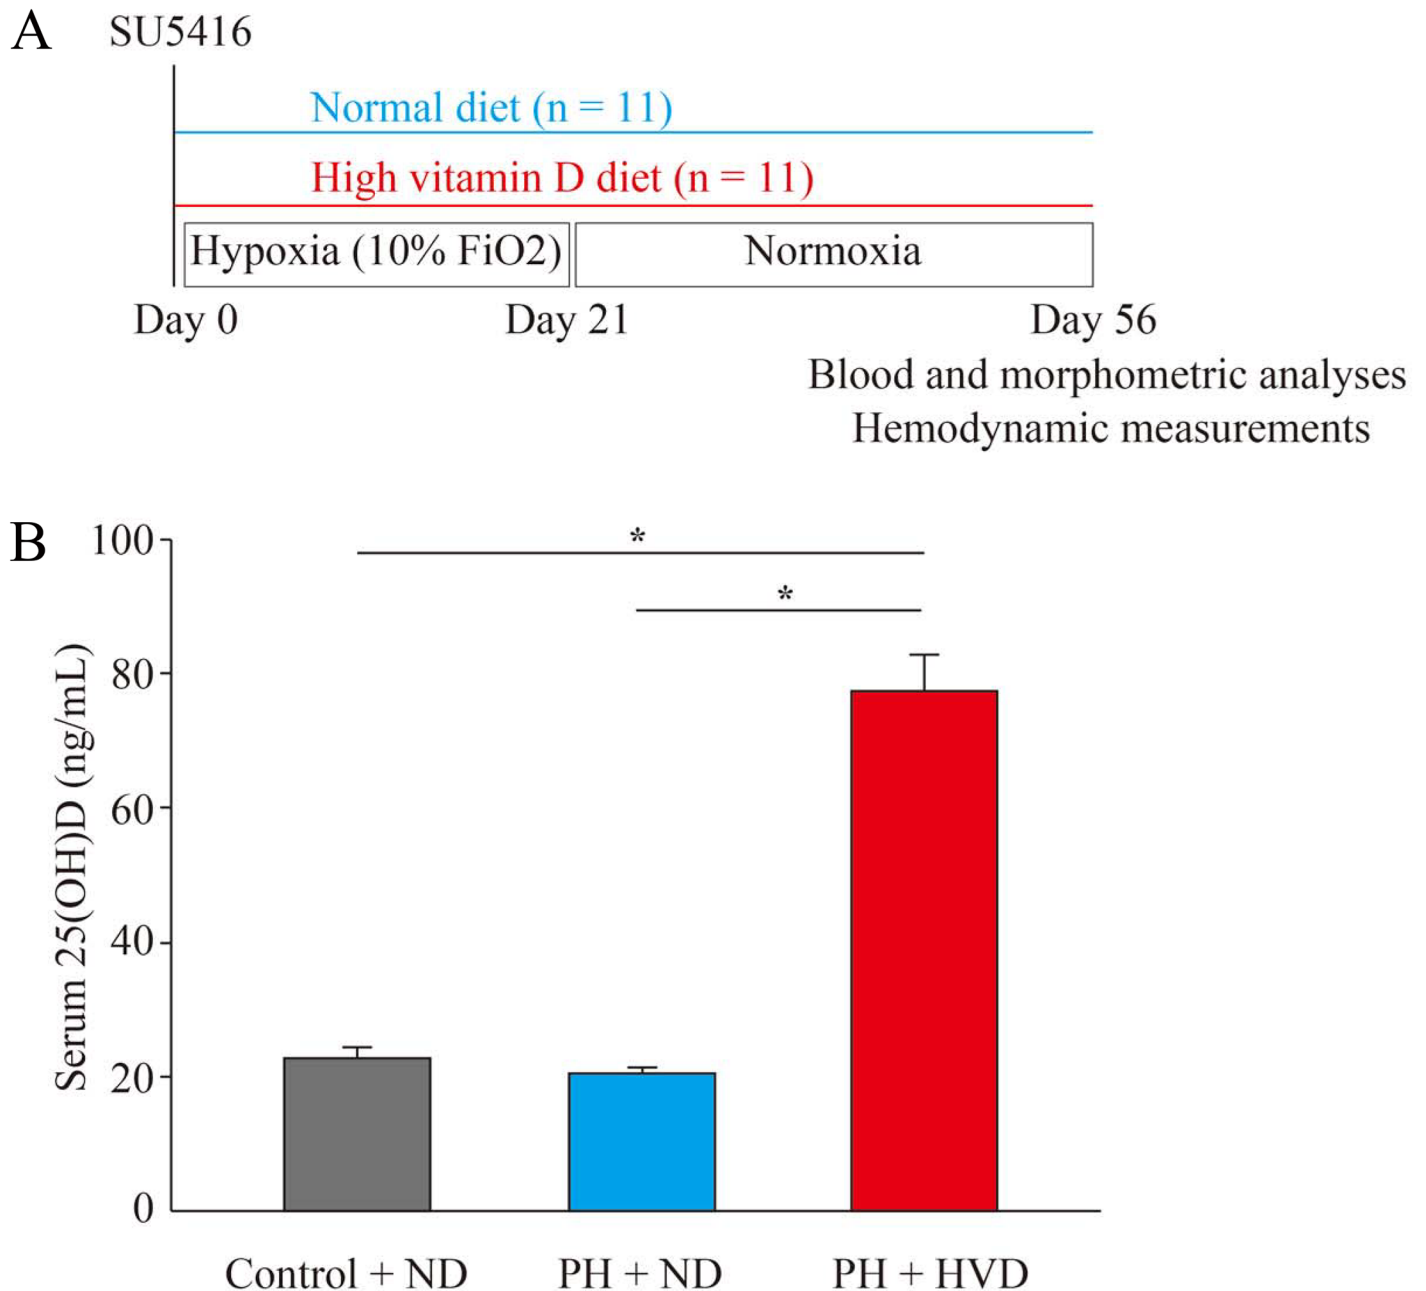 A
SU5416
Normal diet (n = 11)
High vitamin D diet (n = 11)
Hypoxia (10% FiO2) Normoxia
Day 0 Day 21 Day 56
Blood and morphometric analyses
Hemodynamic measurements
B
Serum 25(OH)D (ng/mL)
100
80
60
40
20
0
*
*
Control + ND PH + ND PH + HVD